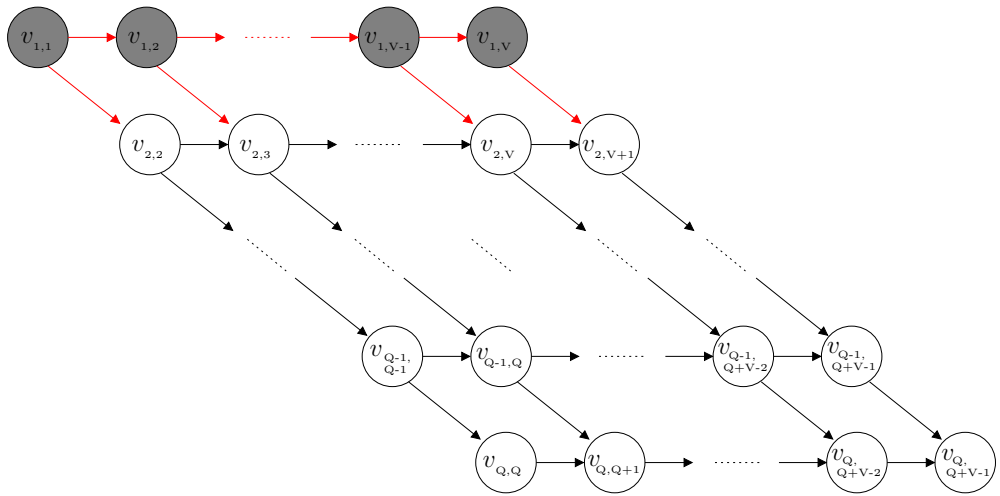 v1,1 v1,2 v1,V-1 v1,V
v2,2 v2,3 v2,V v2,V+1
vQ-1,Q-1 vQ-1,Q vQ-1,Q+V-2 vQ-1,Q+V-1
vQ,Q vQ,Q+1 vQ,Q+V-2 vQ,Q+V-1